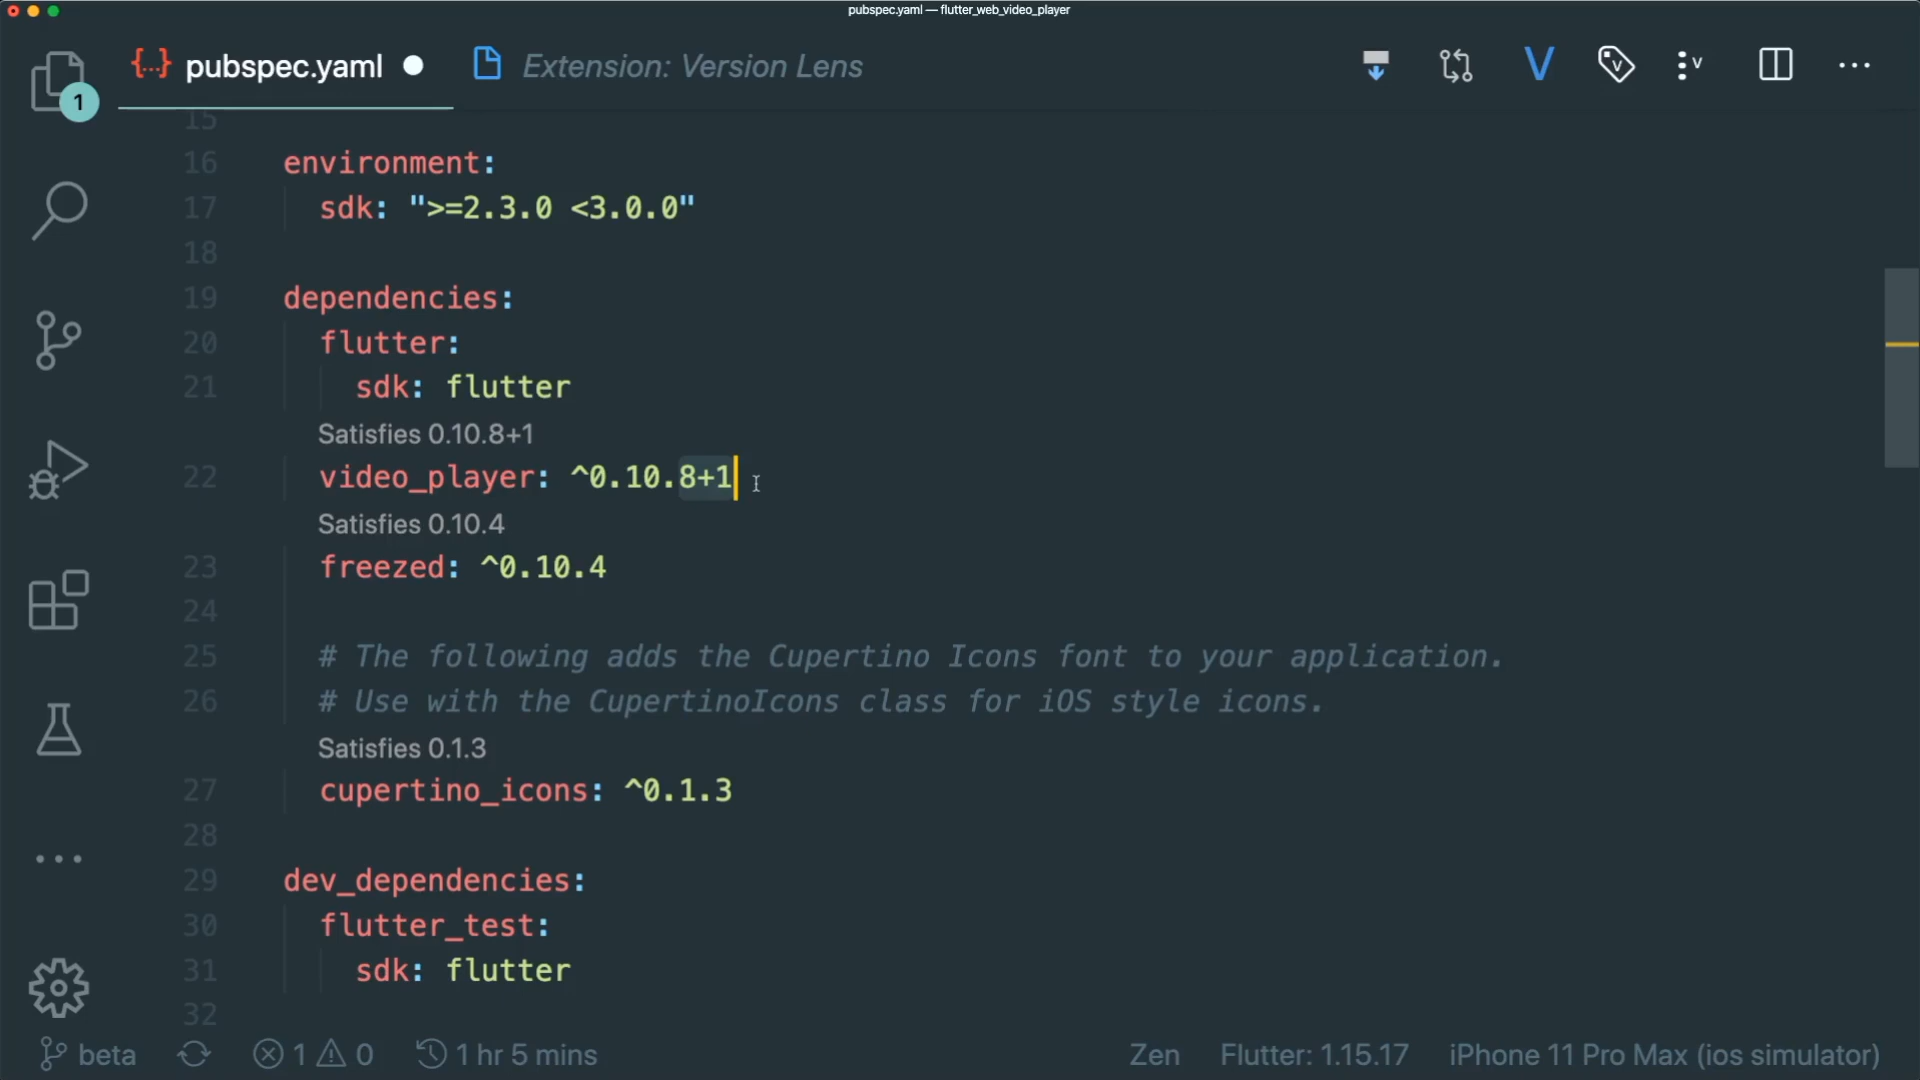 pubspec.yaml — flutter_web_video_player
{...} pubspec.yaml Extension: Version Lens
1
15
16 environment:
17 sdk: ">=2.3.0 <3.0.0"
18
19 dependencies:
20 flutter:
21 sdk: flutter
Satisfies 0.10.8+1
22 video_player: ^0.10.8+1
Satisfies 0.10.4
23 freezed: ^0.10.4
24
25 # The following adds the Cupertino Icons font to your application.
26 # Use with the CupertinoIcons class for iOS style icons.
Satisfies 0.1.3
27 cupertino_icons: ^0.1.3
28
29 dev_dependencies:
30 flutter_test:
31 sdk: flutter
32
beta 1 0 1 hr 5 mins Zen Flutter: 1.15.17 iPhone 11 Pro Max (ios simulator)